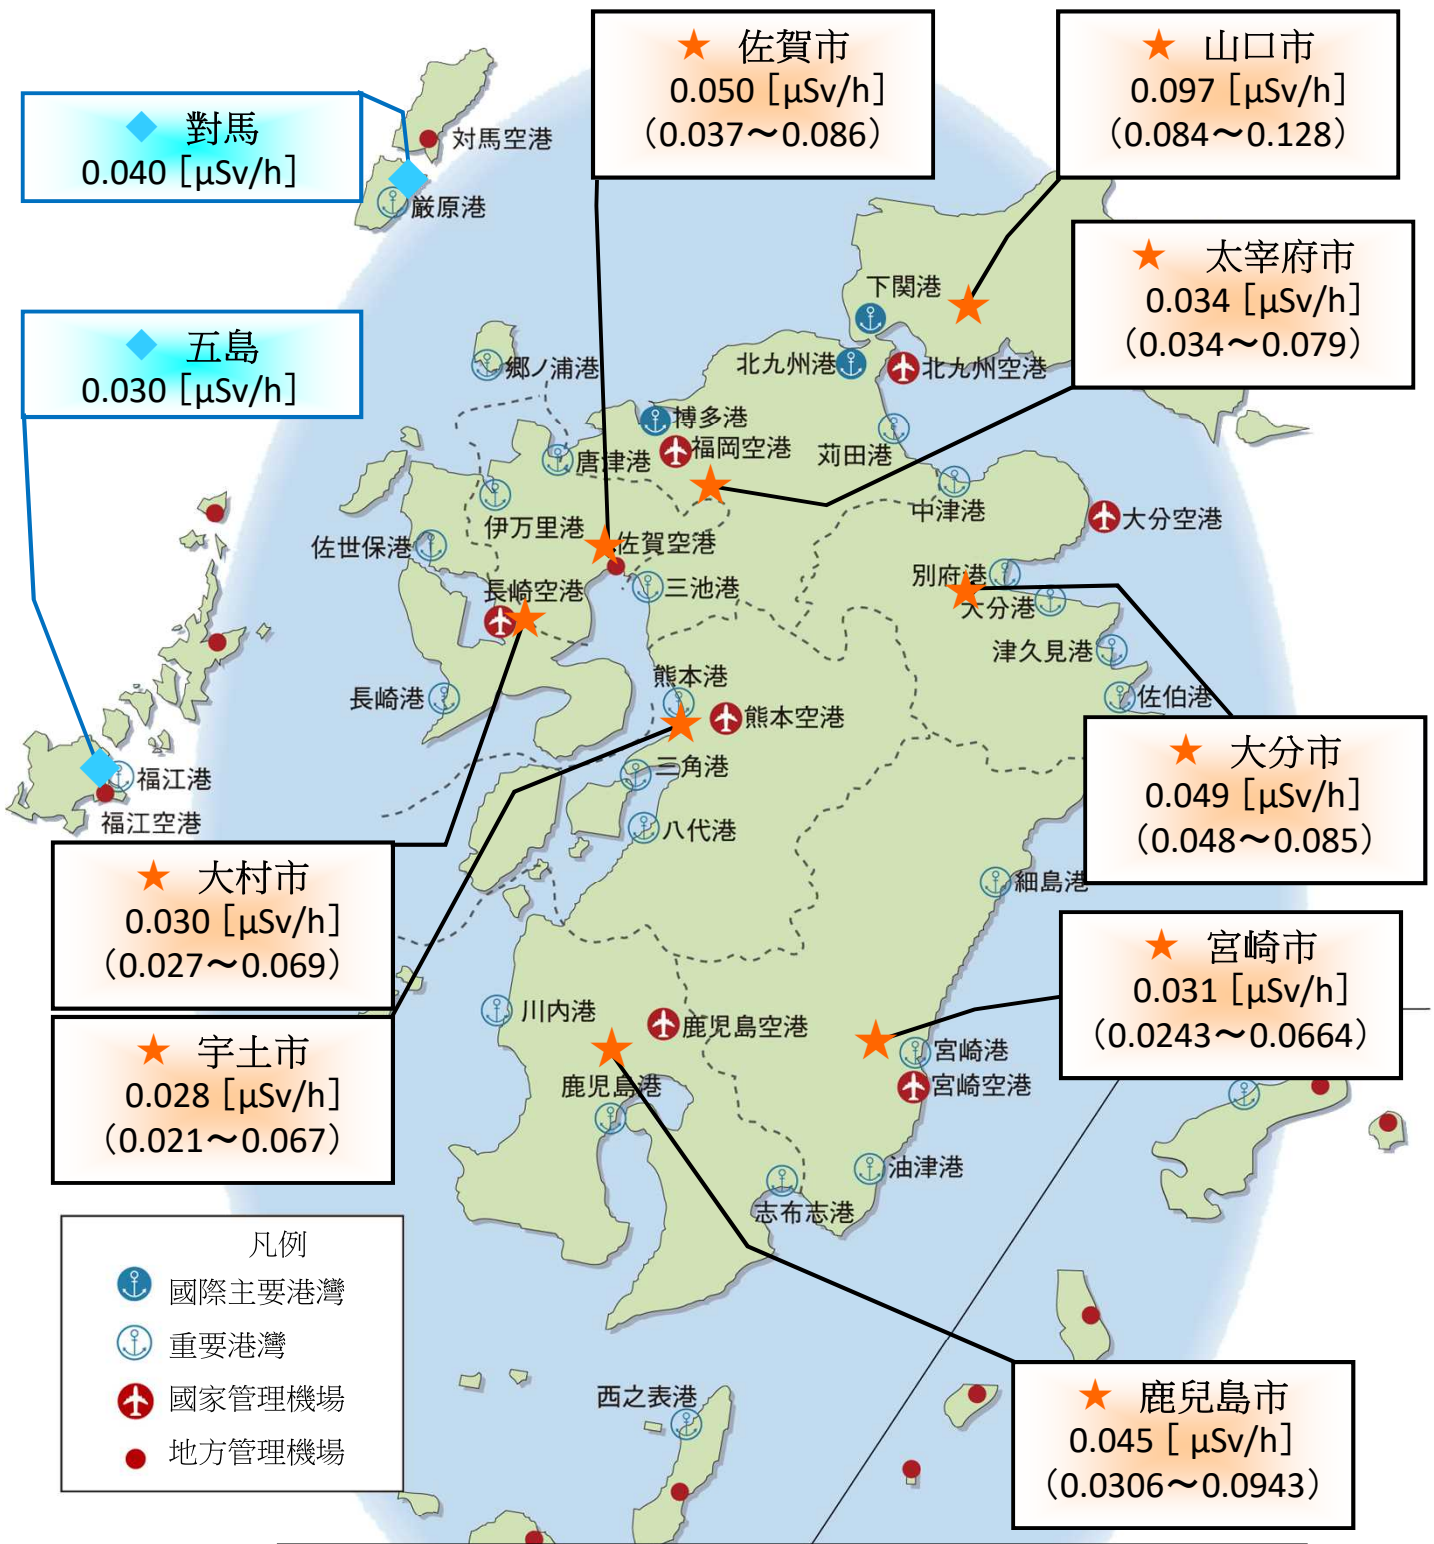 ★ 佐賀市
0.050 [μSv/h]
（0.037～0.086）
★ 山口市
0.097 [μSv/h]
（0.084～0.128）
◆ 對馬
0.040 [μSv/h]
対馬空港
厳原港
★ 太宰府市
0.034 [μSv/h]
（0.034～0.079）
◆ 五島
0.030 [μSv/h]
下関港
北九州港
北九州空港
郷ノ浦港
博多港
福岡空港
苅田港
唐津港
中津港
大分空港
伊万里港
佐世保港
佐賀空港
別府港
長崎空港
三池港
大分港
津久見港
長崎港
熊本港
熊本空港
佐伯港
三角港
福江港
福江空港
八代港
★ 大分市
0.049 [μSv/h]
（0.048～0.085）
★ 大村市
0.030 [μSv/h]
（0.027～0.069）
細島港
★ 宮崎市
0.031 [μSv/h]
（0.0243～0.0664）
川内港
鹿児島空港
宮崎港
宮崎空港
★ 宇土市
0.028 [μSv/h]
（0.021～0.067）
鹿児島港
油津港
志布志港
凡例
國際主要港灣
重要港灣
國家管理機場
地方管理機場
西之表港
★ 鹿兒島市
0.045 [ μSv/h]
（0.0306～0.0943）